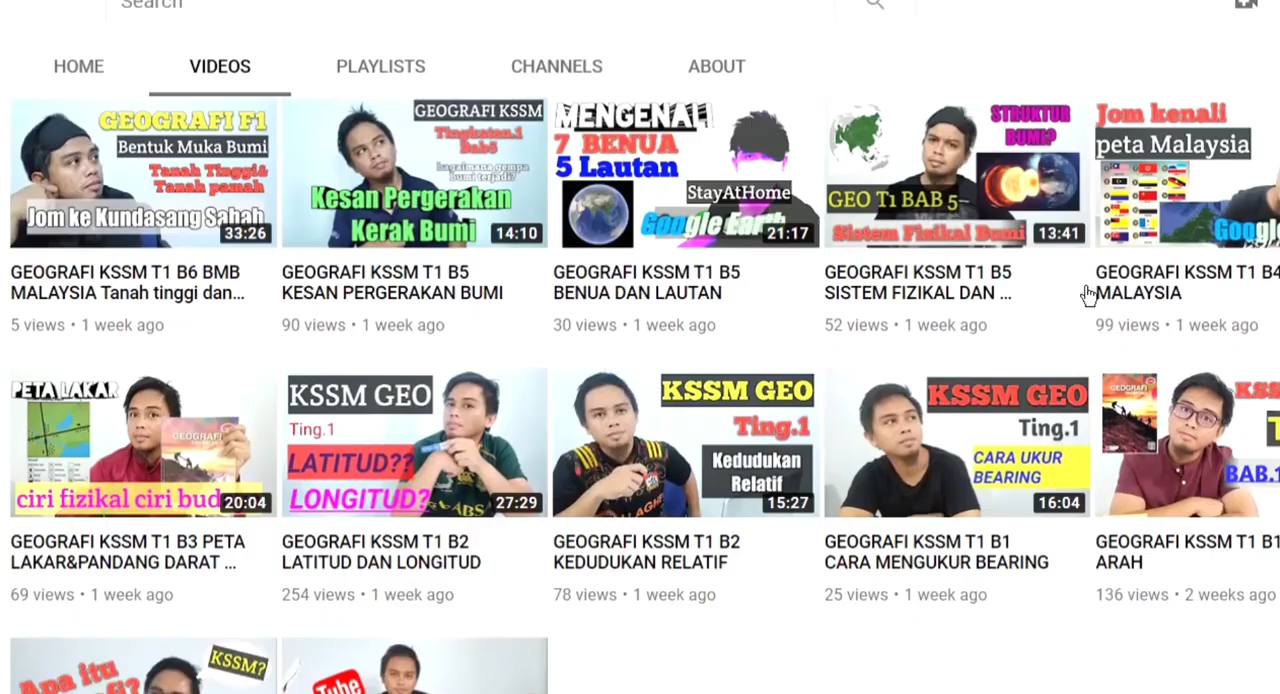 Search
HOME
VIDEOS
PLAYLISTS
CHANNELS
ABOUT
GEOGRAFI F1
Bentuk Muka Bumi
Tanah Tinggi&
Tanah pamah
Jom ke Kundasang Sabah
33:26
GEOGRAFI KSSM
Tingkatan.1
Bab5
bagaimana gempa
bumi terjadi?
Kesan Pergerakan
Kerak Bumi
14:10
MENGENALI
7 BENUA
5 Lautan
StayAtHome
Google Earth
21:17
STRUKTUR
BUMI?
GEO T1 BAB 5
Sistem Fizikal Bumi
13:41
Jom kenali
peta Malaysia
Googl
GEOGRAFI KSSM T1 B6 BMB
MALAYSIA Tanah tinggi dan...
5 views • 1 week ago
GEOGRAFI KSSM T1 B5
KESAN PERGERAKAN BUMI
90 views • 1 week ago
GEOGRAFI KSSM T1 B5
BENUA DAN LAUTAN
30 views • 1 week ago
GEOGRAFI KSSM T1 B5
SISTEM FIZIKAL DAN ...
52 views • 1 week ago
GEOGRAFI KSSM T1 B4
MALAYSIA
99 views • 1 week ago
PETA LAKAR
GEOGRAFI
ciri fizikal ciri bud
20:04
KSSM GEO
Ting.1
LATITUD??
LONGITUD?
27:29
KSSM GEO
Ting.1
Kedudukan
Relatif
15:27
KSSM GEO
Ting.1
CARA UKUR
BEARING
16:04
GEOGRAFI
KSS
BAB.1
GEOGRAFI KSSM T1 B3 PETA
LAKAR&PANDANG DARAT ...
69 views • 1 week ago
GEOGRAFI KSSM T1 B2
LATITUD DAN LONGITUD
254 views • 1 week ago
GEOGRAFI KSSM T1 B2
KEDUDUKAN RELATIF
78 views • 1 week ago
GEOGRAFI KSSM T1 B1
CARA MENGUKUR BEARING
25 views • 1 week ago
GEOGRAFI KSSM T1 B1
ARAH
136 views • 2 weeks ago
Apa itu
KSSM?
Tube